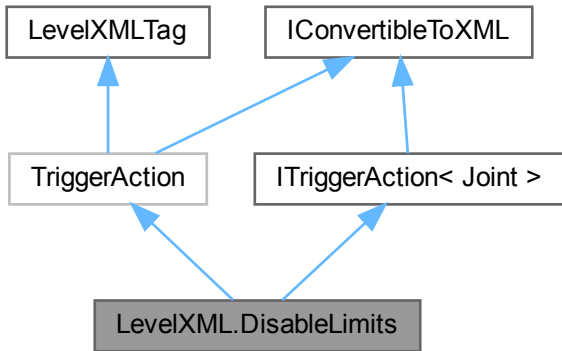 LevelXMLTag
IConvertibleToXML
TriggerAction
ITriggerAction< Joint >
LevelXML.DisableLimits